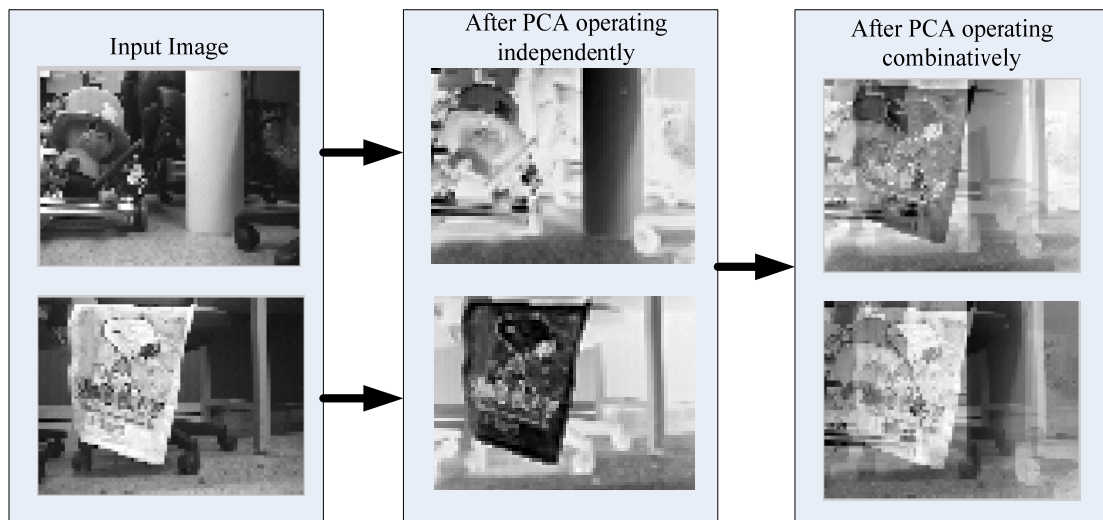 Input Image
After PCA operating
independently
After PCA operating
combinatively